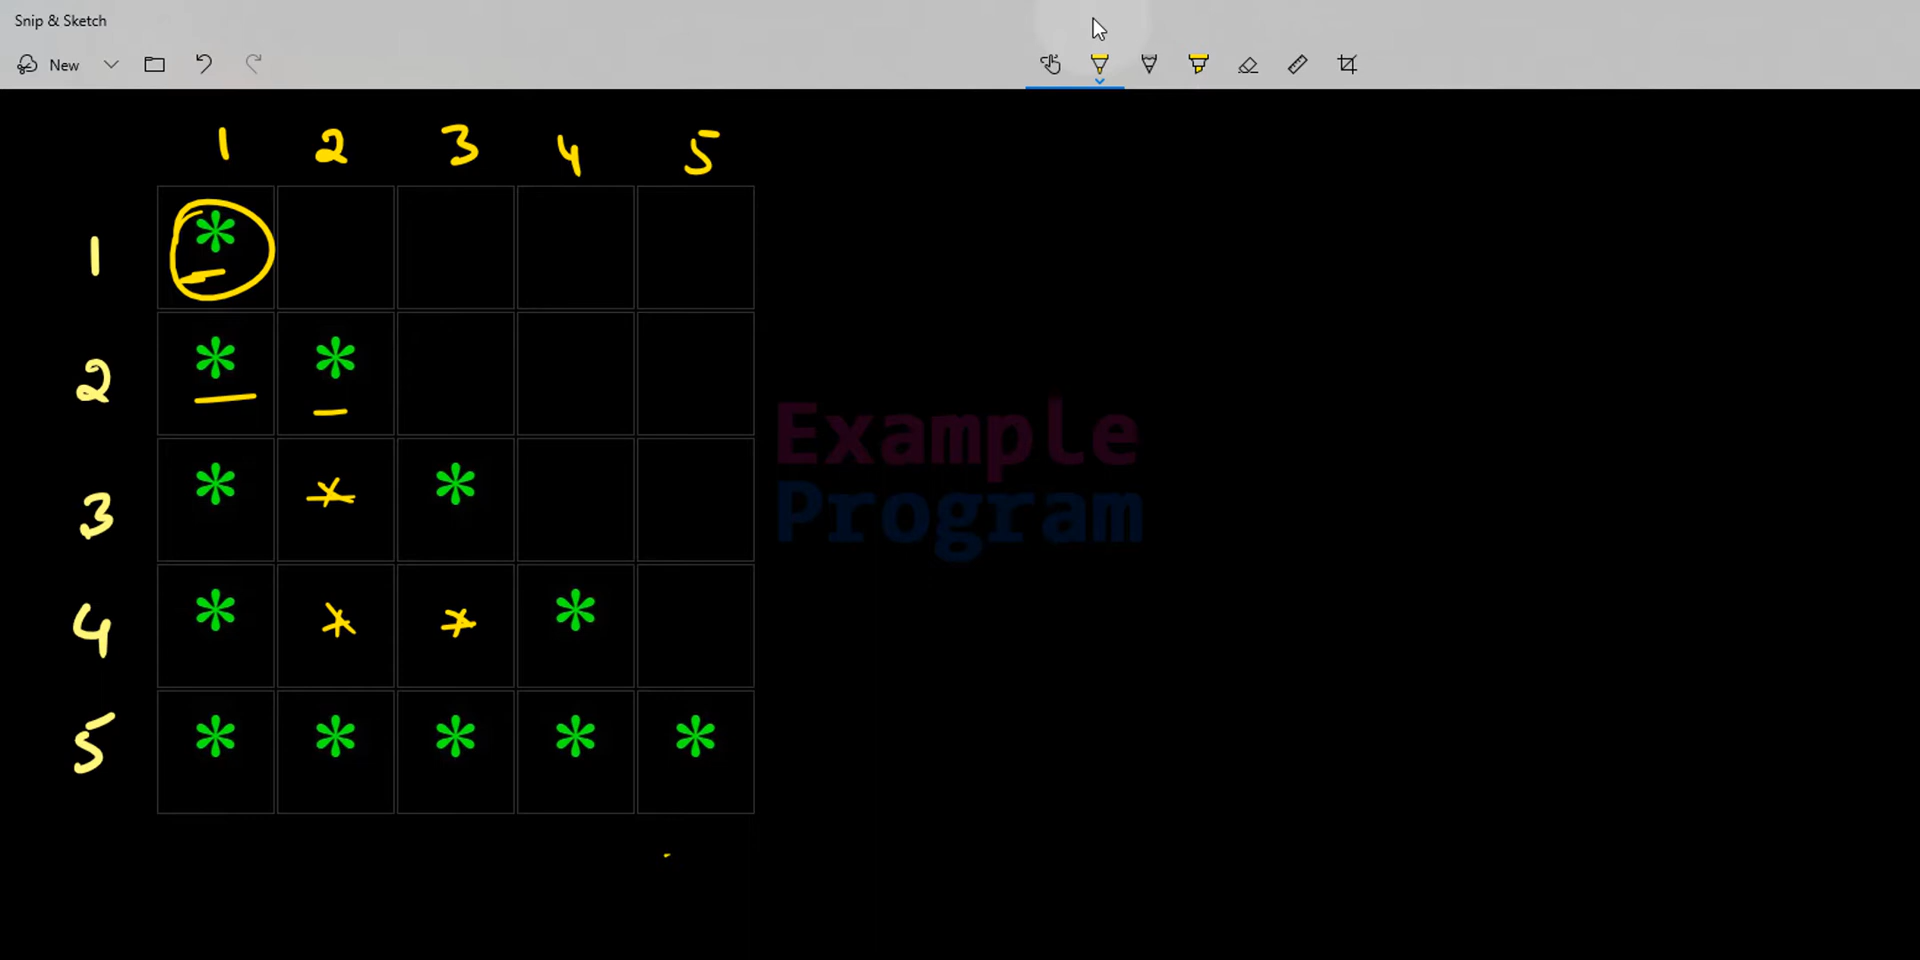 Snip & Sketch
New
1 2 3 4 5
1 *
2 * *
3 * * *
4 * * * *
5 * * * * *
Example
Program